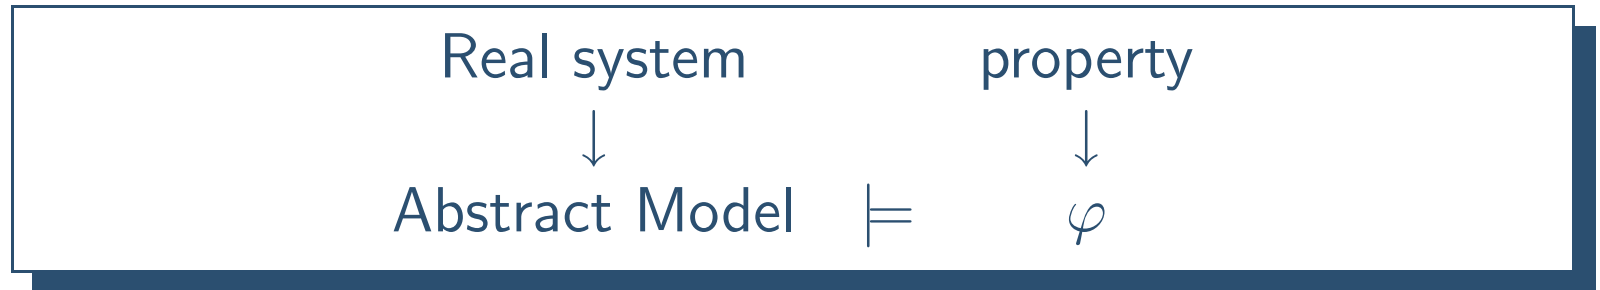 Real system property
↓ ↓
Abstract Model ⊨ φ